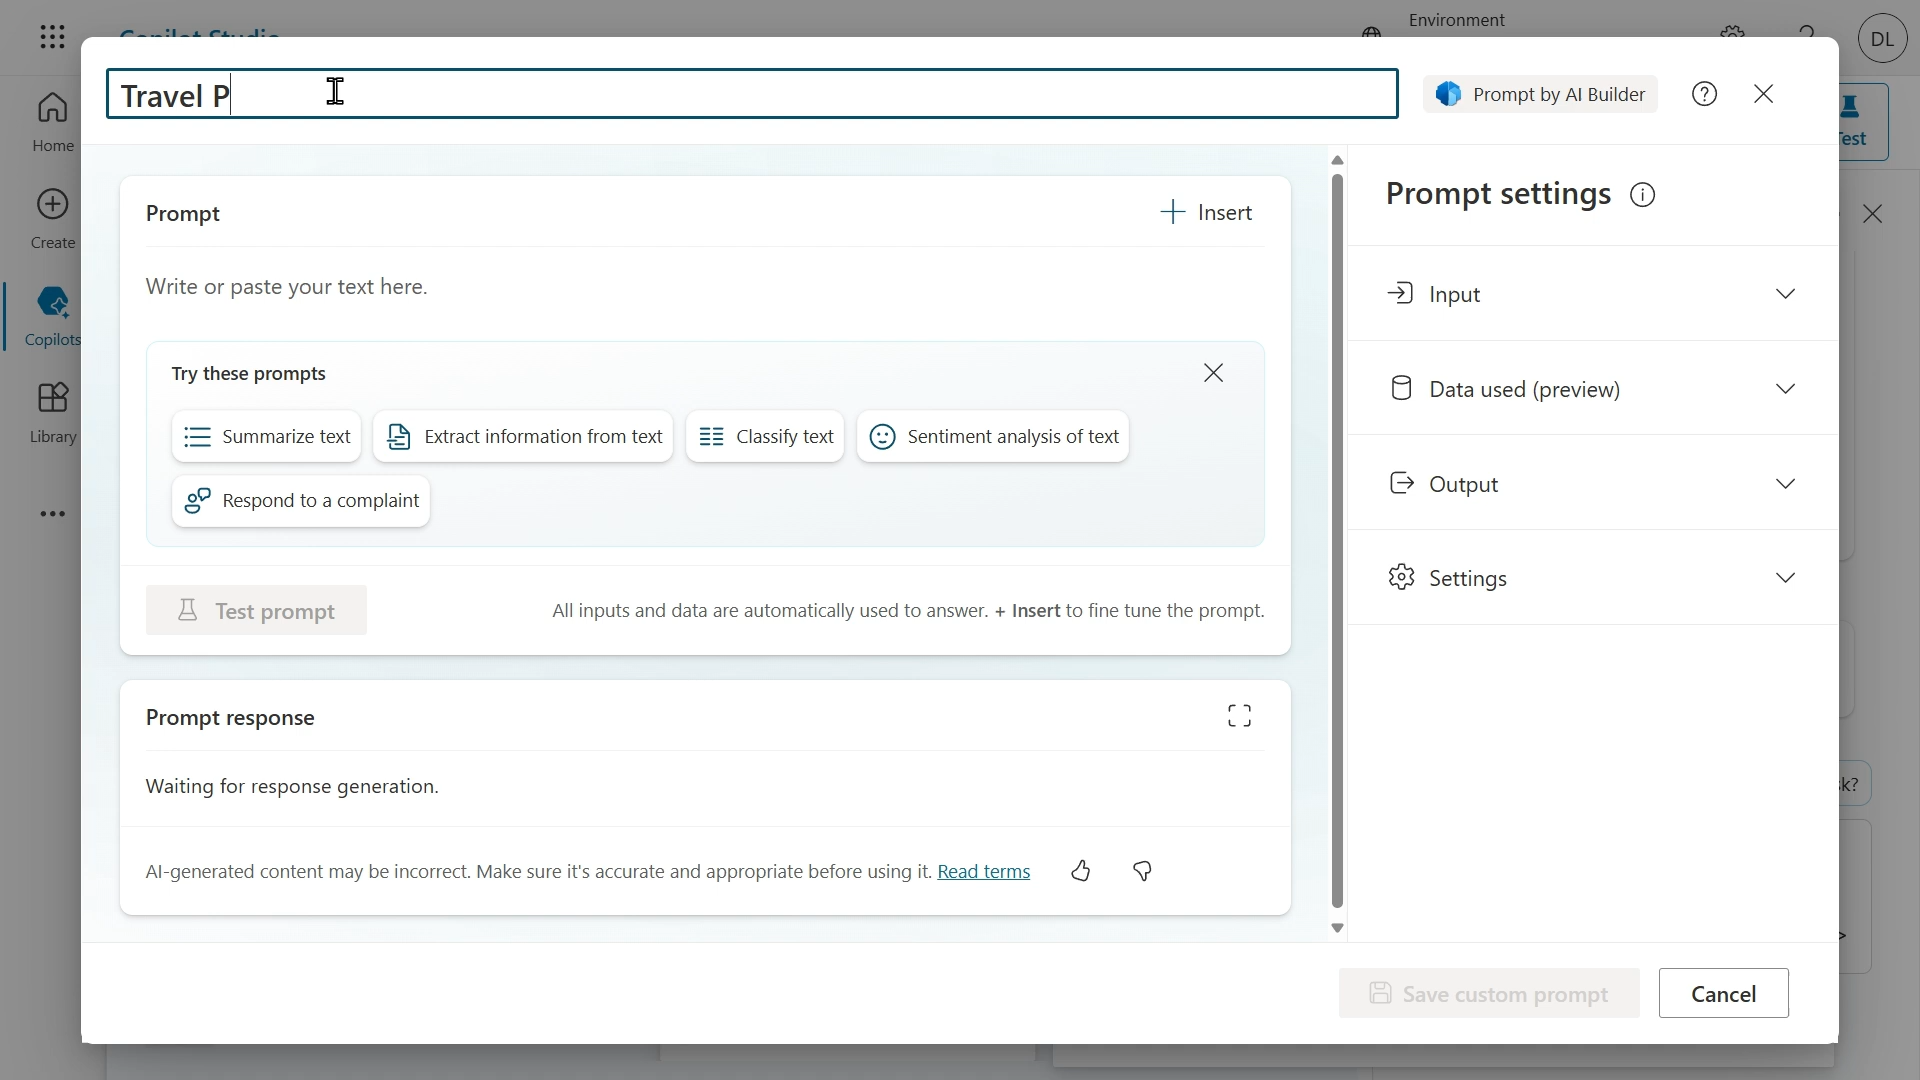 Environment
Copilot Studio
DL
Travel P
Prompt by AI Builder
Home
Create
Copilots
Library
Prompt
Insert
Write or paste your text here.
Try these prompts
Summarize text
Extract information from text
Classify text
Sentiment analysis of text
Respond to a complaint
Test prompt
All inputs and data are automatically used to answer. + Insert to fine tune the prompt.
Prompt response
Waiting for response generation.
AI-generated content may be incorrect. Make sure it's accurate and appropriate before using it. Read terms
Prompt settings
Input
Data used (preview)
Output
Settings
est
k?
Save custom prompt
Cancel